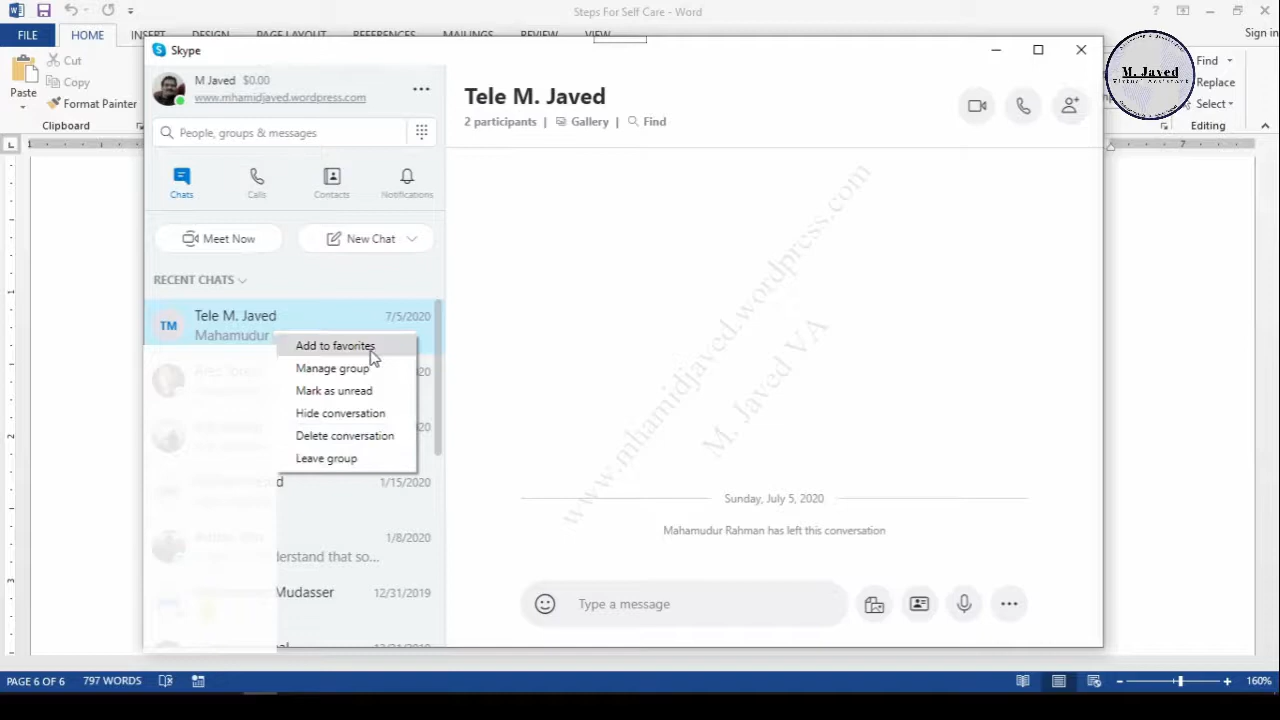 Steps For Self Care - Word
?
Sign in
FILE HOME INSERT DESIGN PAGE LAYOUT REFERENCES MAILINGS REVIEW VIEW
Cut
Copy
Paste
Format Painter
Clipboard
Find
Replace
Select
Editing
M. Javed
Skype
M Javed $0.00
www.mhamidjaved.wordpress.com
People, groups & messages
Chats Calls Contacts Notifications
Meet Now New Chat
RECENT CHATS
TM
Tele M. Javed 7/5/2020
Mahamudur
Add to favorites
Manage group
Mark as unread
Hide conversation
Delete conversation
Leave group
1/15/2020
1/8/2020
12/31/2019
Mudasser
Tele M. Javed
2 participants | Gallery | Find
www.mhamidjaved.wordpress.com
M. Javed VA
Sunday, July 5, 2020
Mahamudur Rahman has left this conversation
Type a message
PAGE 6 OF 6 797 WORDS
160%